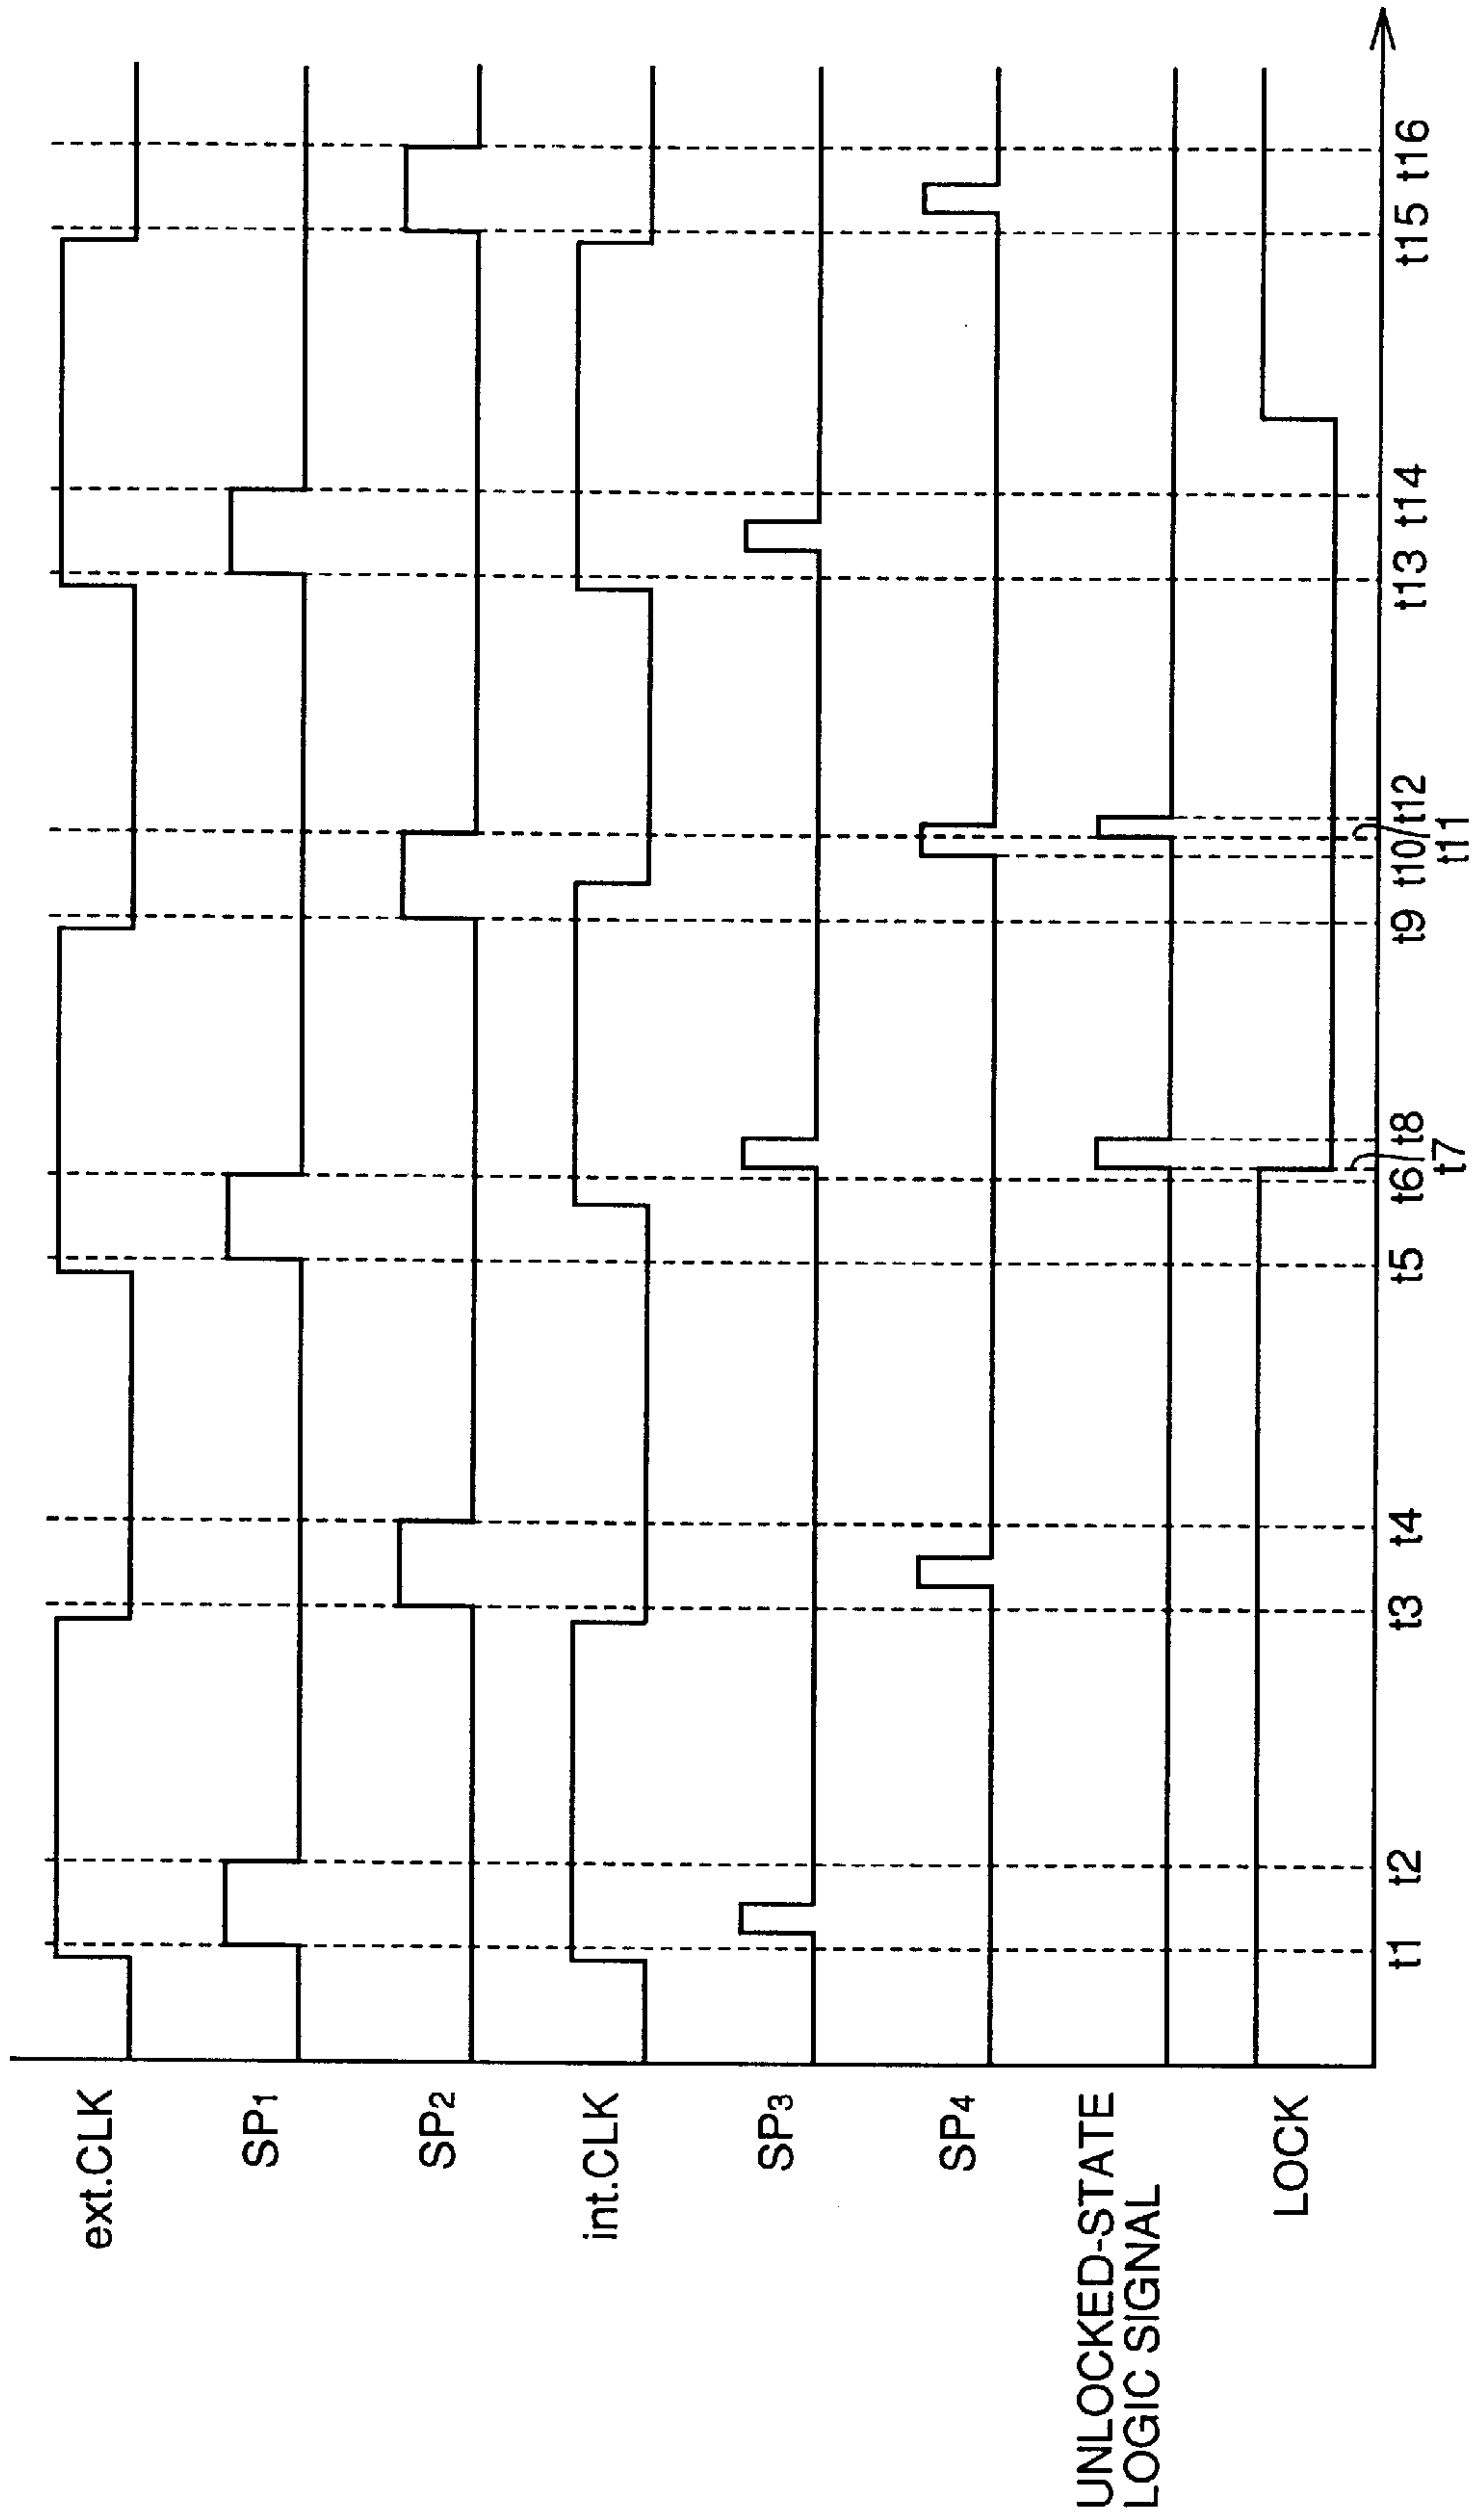 ext.CLK
SP1
SP2
int.CLK
SP3
SP4
UNLOCKED-STATE
LOGIC SIGNAL
LOCK
t1 t2 t3 t4 t5 t6 t8 t9 t10 t12 t13 t14 t15 t16
t7 t11